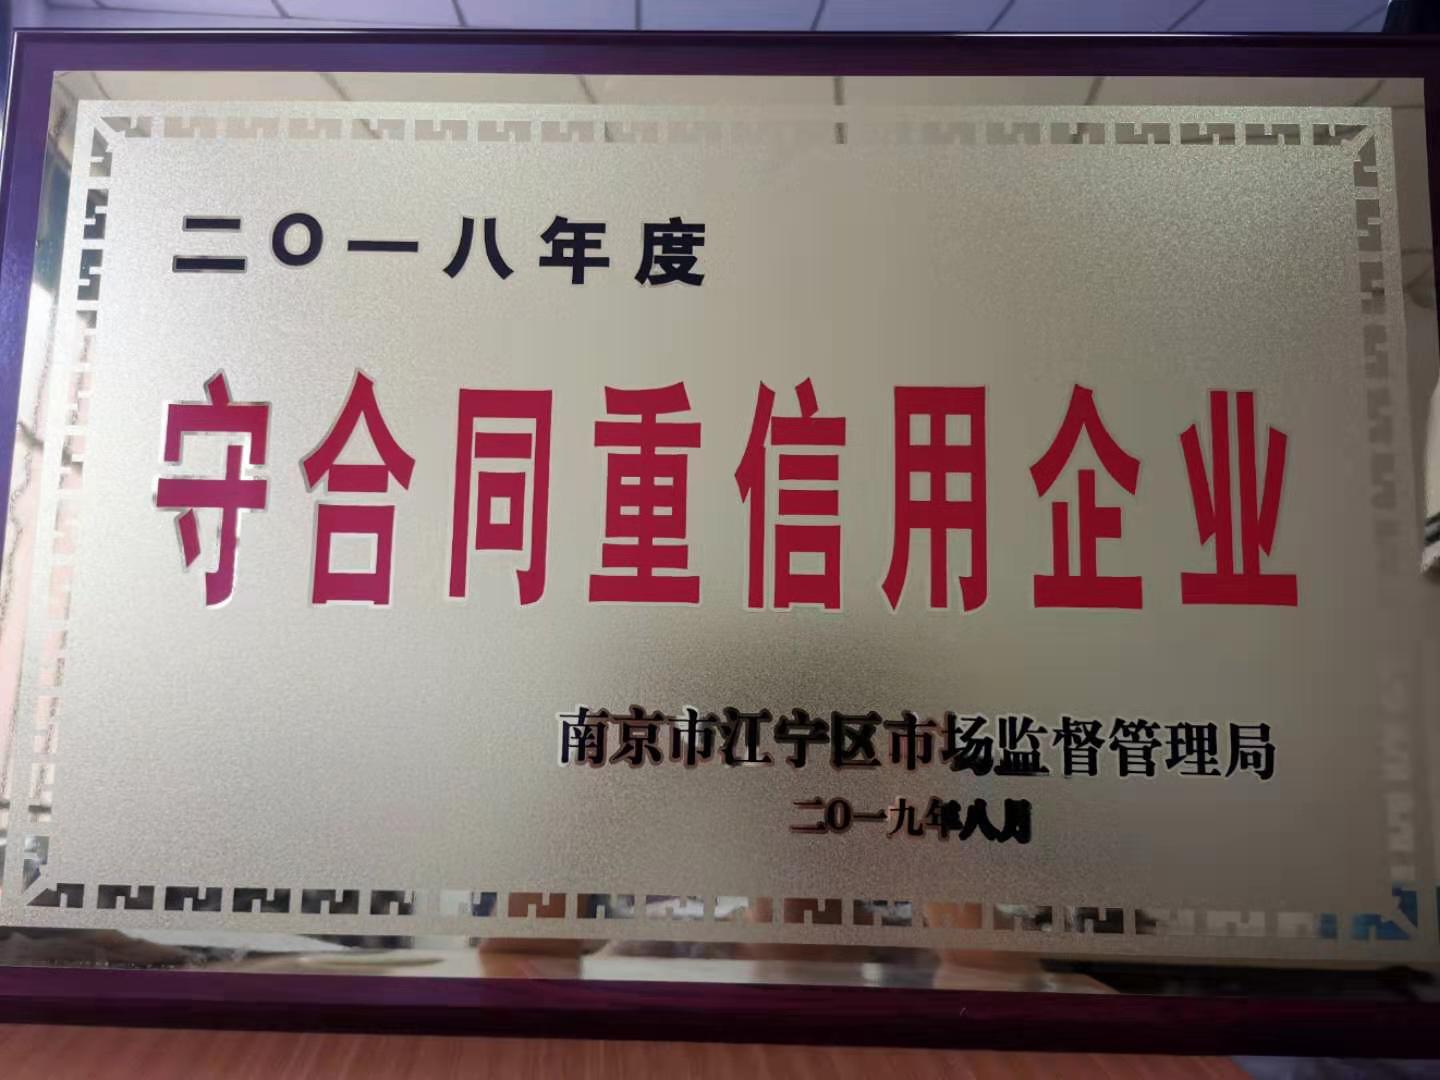 二〇一八年度
守合同重信用企业
南京市江宁区市场监督管理局
二〇一九年八月